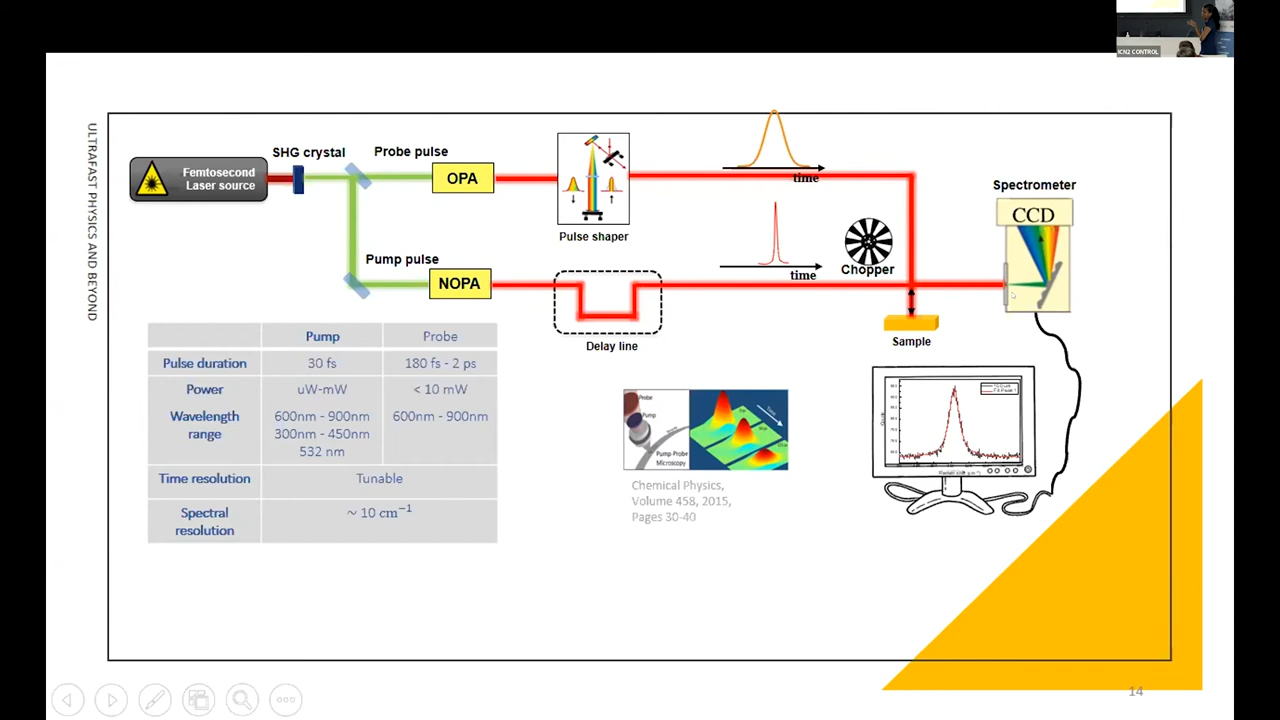 ICN2 CONTROL
ULTRAFAST PHYSICS AND BEYOND
Femtosecond
Laser source
SHG crystal
Probe pulse
OPA
Pulse shaper
time
Pump pulse
NOPA
Delay line
time
Chopper
Sample
Spectrometer
CCD
Pump
Probe
Pulse duration
30 fs
180 fs - 2 ps
Power
uW-mW
< 10 mW
Wavelength
range
600nm - 900nm
300nm - 450nm
532 nm
600nm - 900nm
Time resolution
Tunable
Spectral
resolution
~ 10 cm⁻¹
Probe
Pump
Pump Probe
Microscopy
Chemical Physics,
Volume 458, 2015,
Pages 30-40
14